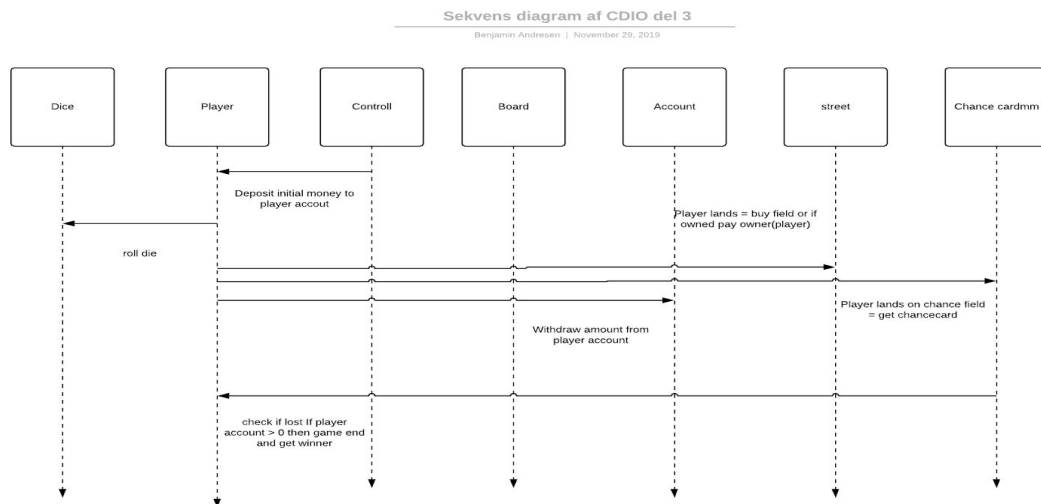 Sekvens diagram af CDIO del 3
Benjamin Andresen | November 29, 2019
Dice
Player
Controll
Board
Account
street
Chance cardmm
Deposit initial money to
player accout
Player lands = buy field or if
owned pay owner(player)
roll die
Player lands on chance field
= get chancecard
Withdraw amount from
player account
check if lost If player
account > 0 then game end
and get winner